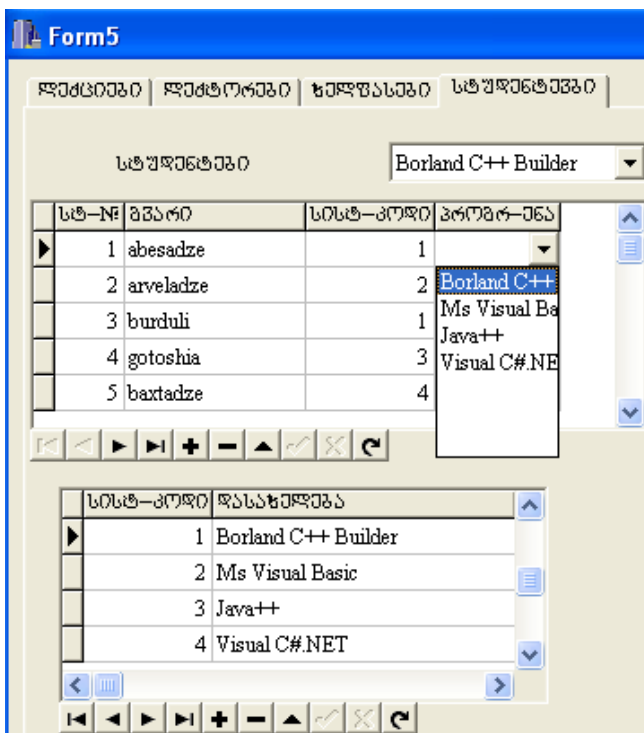 Form5
ლექციები ლექტორები ხელფასები სტუდენტევბი
სტუდენტები Borland C++ Builder
სტ-№ გვარი სისტ-კოდი პროგრ-ენა
1 abesadze 1
2 arveladze 2 Borland C++
3 burduli 1 Ms Visual Ba
Java++
4 gotoshia 3 Visual C#.NE
5 baxtadze 4
სისტ-კოდი დასახელება
1 Borland C++ Builder
2 Ms Visual Basic
3 Java++
4 Visual C#.NET